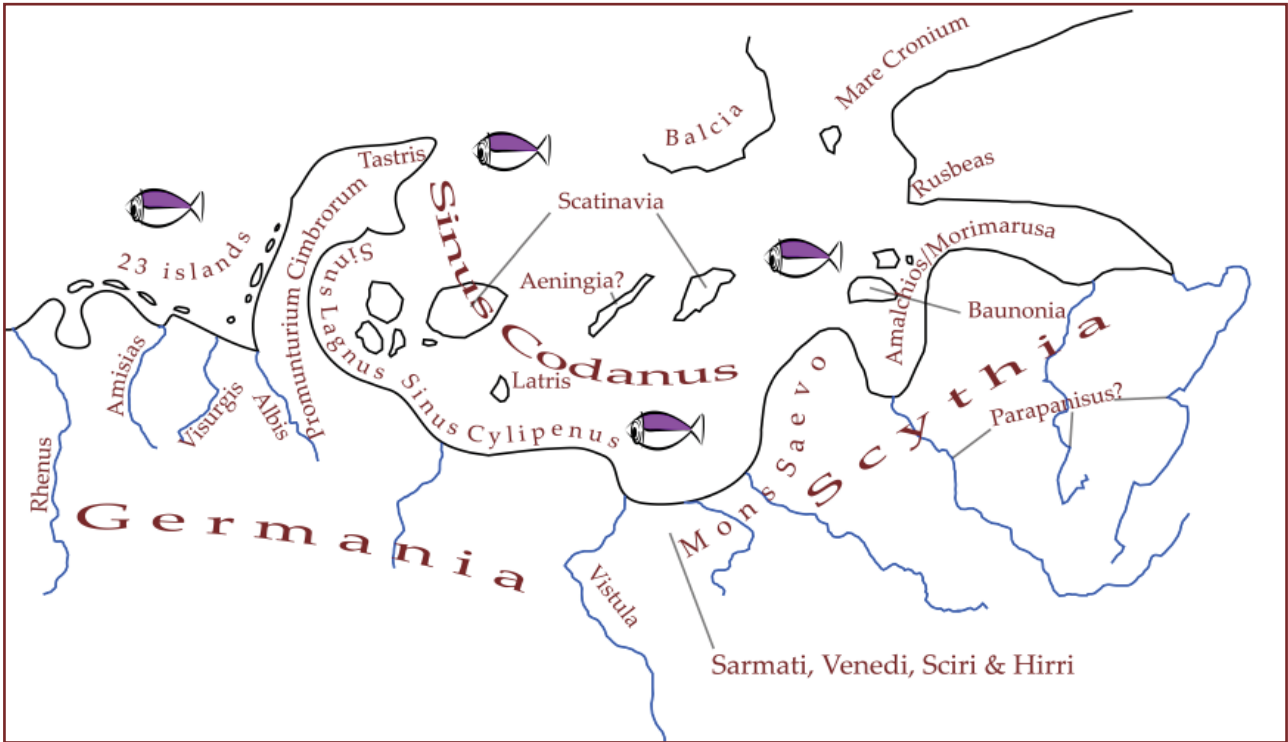 Mare Cronium
Balcia
Tastris
Rusbeas
Scatinavia
Promunturium Cimbrorum
Sinus Codanus
23 islands
Sinus Lagnus
Aeningia?
Amalchios/Morimarusa
Baunonia
Amisias
Visurgis
Albis
Latris
Sinus Cylipenus
Mons Saevo
Scythia
Parapanisus?
Rhenus
Germania
Vistula
Sarmati, Venedi, Sciri & Hirri